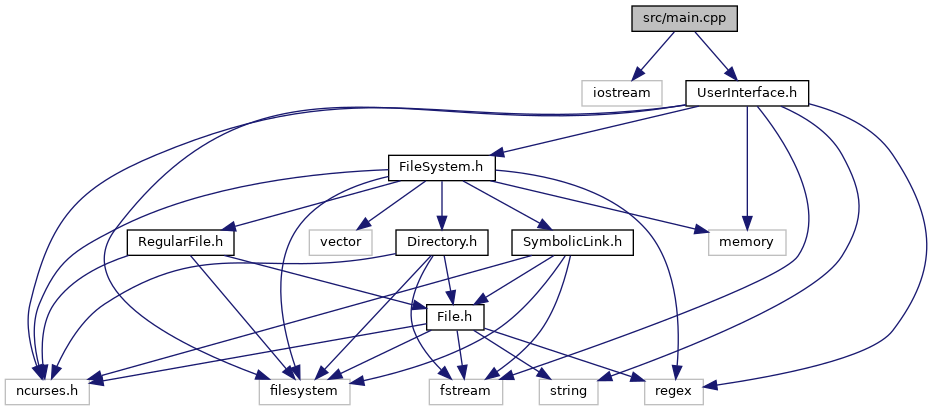 src/main.cpp
iostream
UserInterface.h
FileSystem.h
RegularFile.h
vector
Directory.h
SymbolicLink.h
memory
File.h
ncurses.h
filesystem
fstream
string
regex